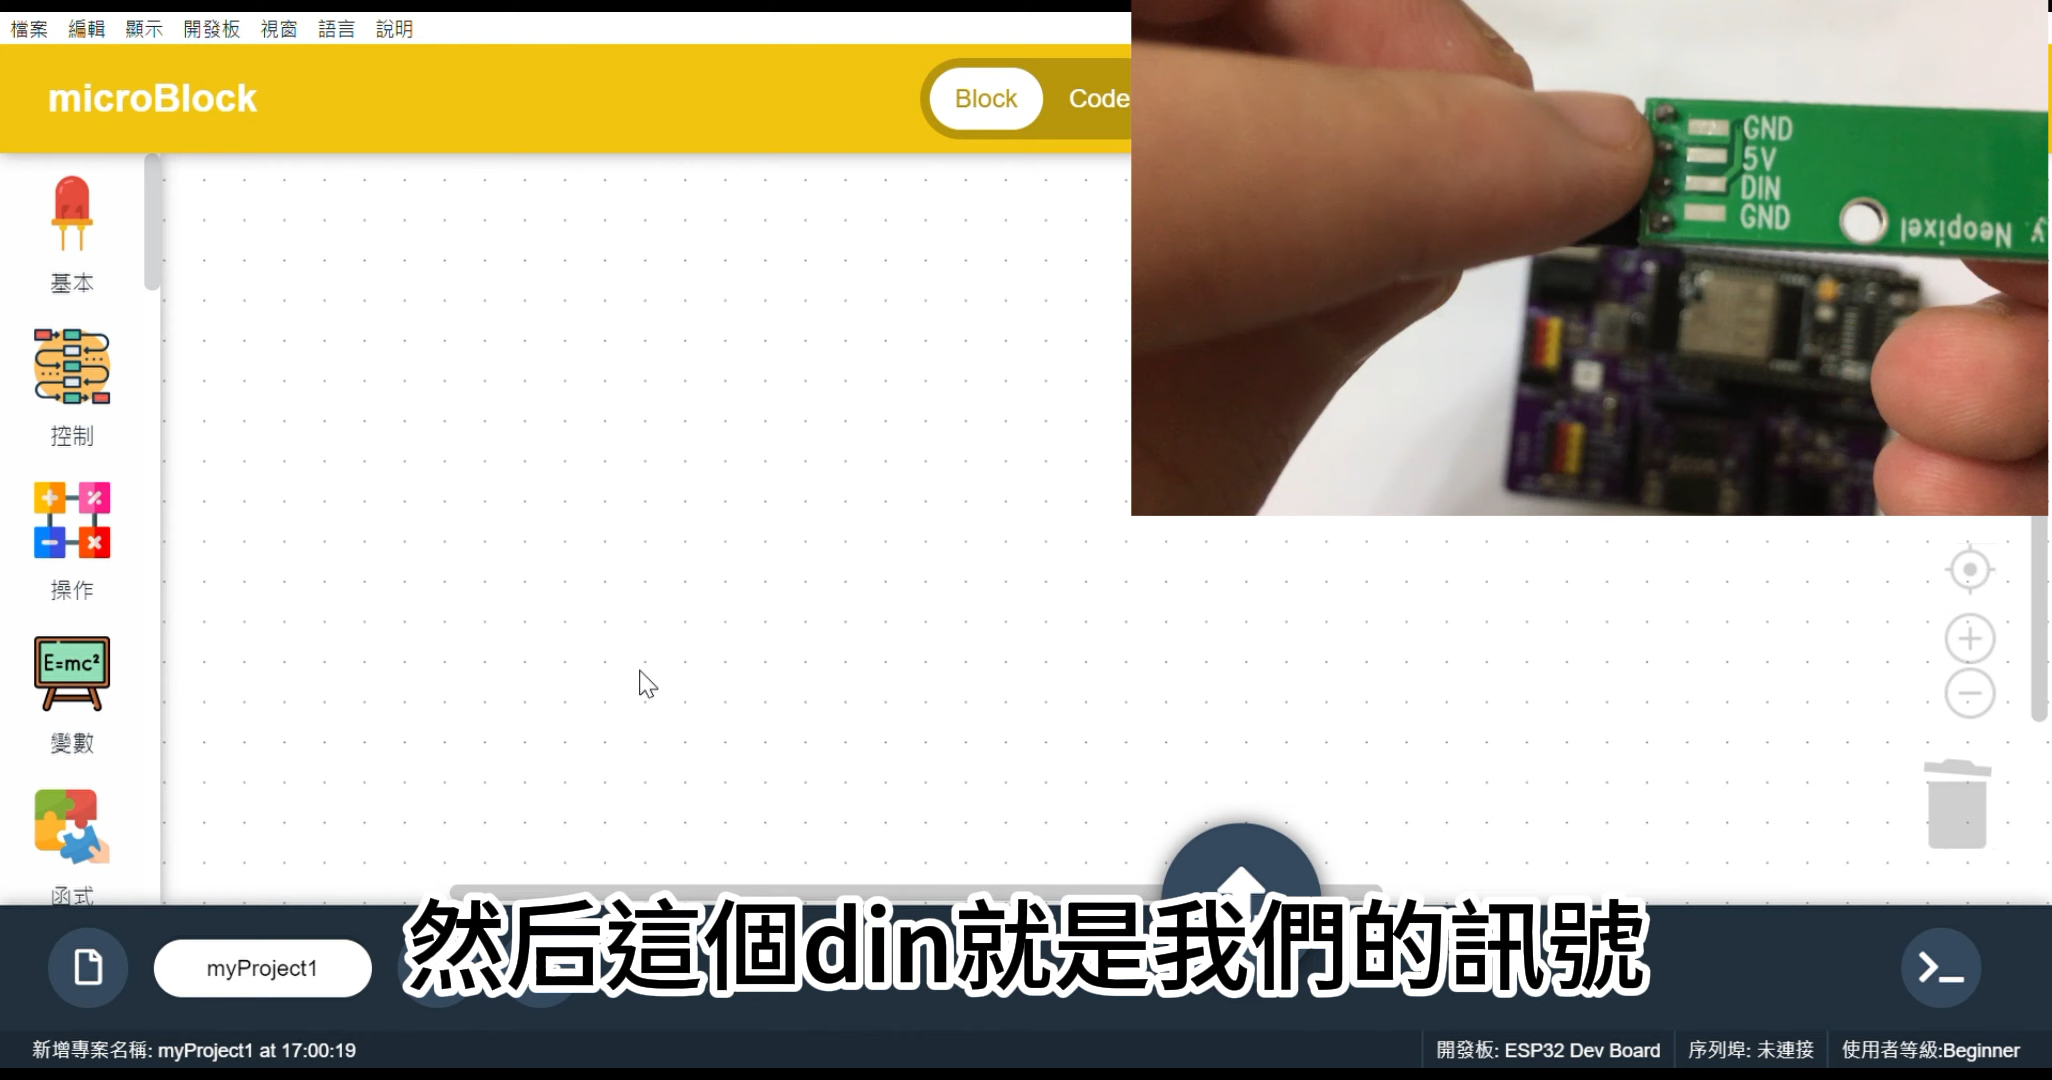 檔案 編輯 顯示 開發板 視窗 語言 說明
microBlock
Block Code
GND
5V
DIN
GND
y Neopixel
基本
控制
操作
E=mc²
變數
函式
然后這個din就是我們的訊號
myProject1
新增專案名稱: myProject1 at 17:00:19
開發板: ESP32 Dev Board 序列埠: 未連接 使用者等級:Beginner